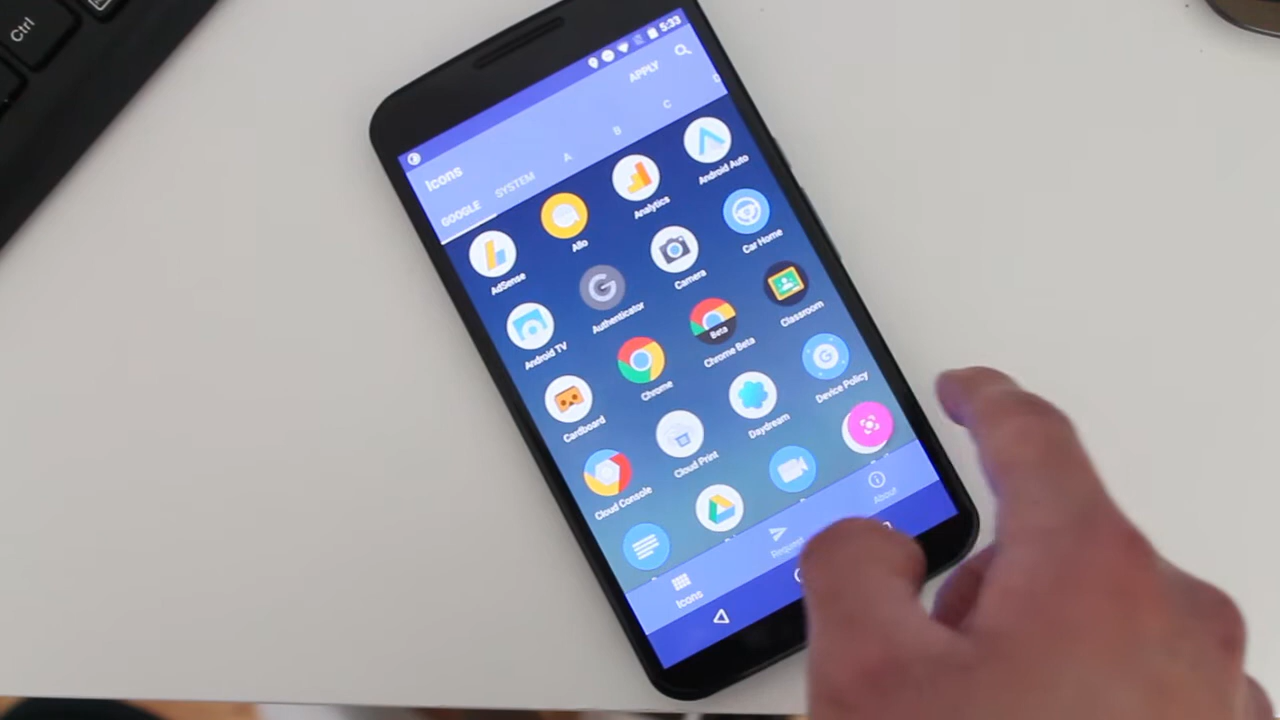 Ctrl
5:33
APPLY
Icons
GOOGLE SYSTEM A B C
AdSense Allo Analytics Android Auto
Android TV Authenticator Camera Car Home
Cardboard Chrome Chrome Beta Classroom
Beta
Cloud Console Cloud Print Daydream Device Policy
Icons Request About